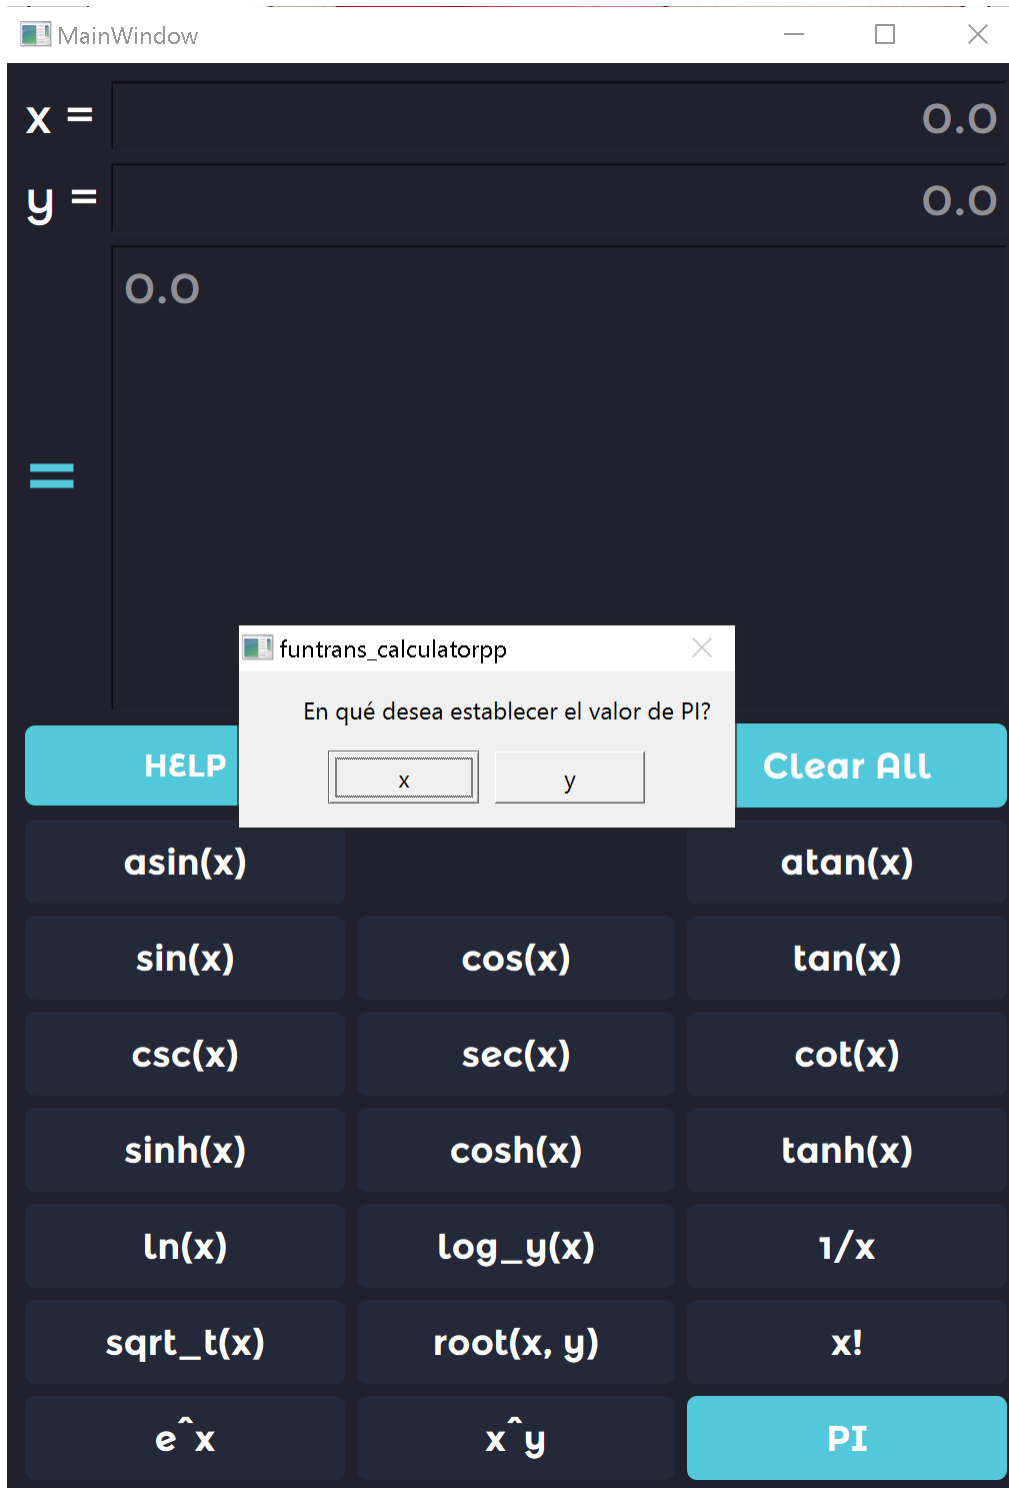 MainWindow
x =
0.0
y =
0.0
0.0
=
funtrans_calculatorpp
En qué desea establecer el valor de PI?
x y
HELP Clear All
asin(x) atan(x)
sin(x) cos(x) tan(x)
csc(x) sec(x) cot(x)
sinh(x) cosh(x) tanh(x)
ln(x) log_y(x) 1/x
sqrt_t(x) root(x, y) x!
e^x x^y PI